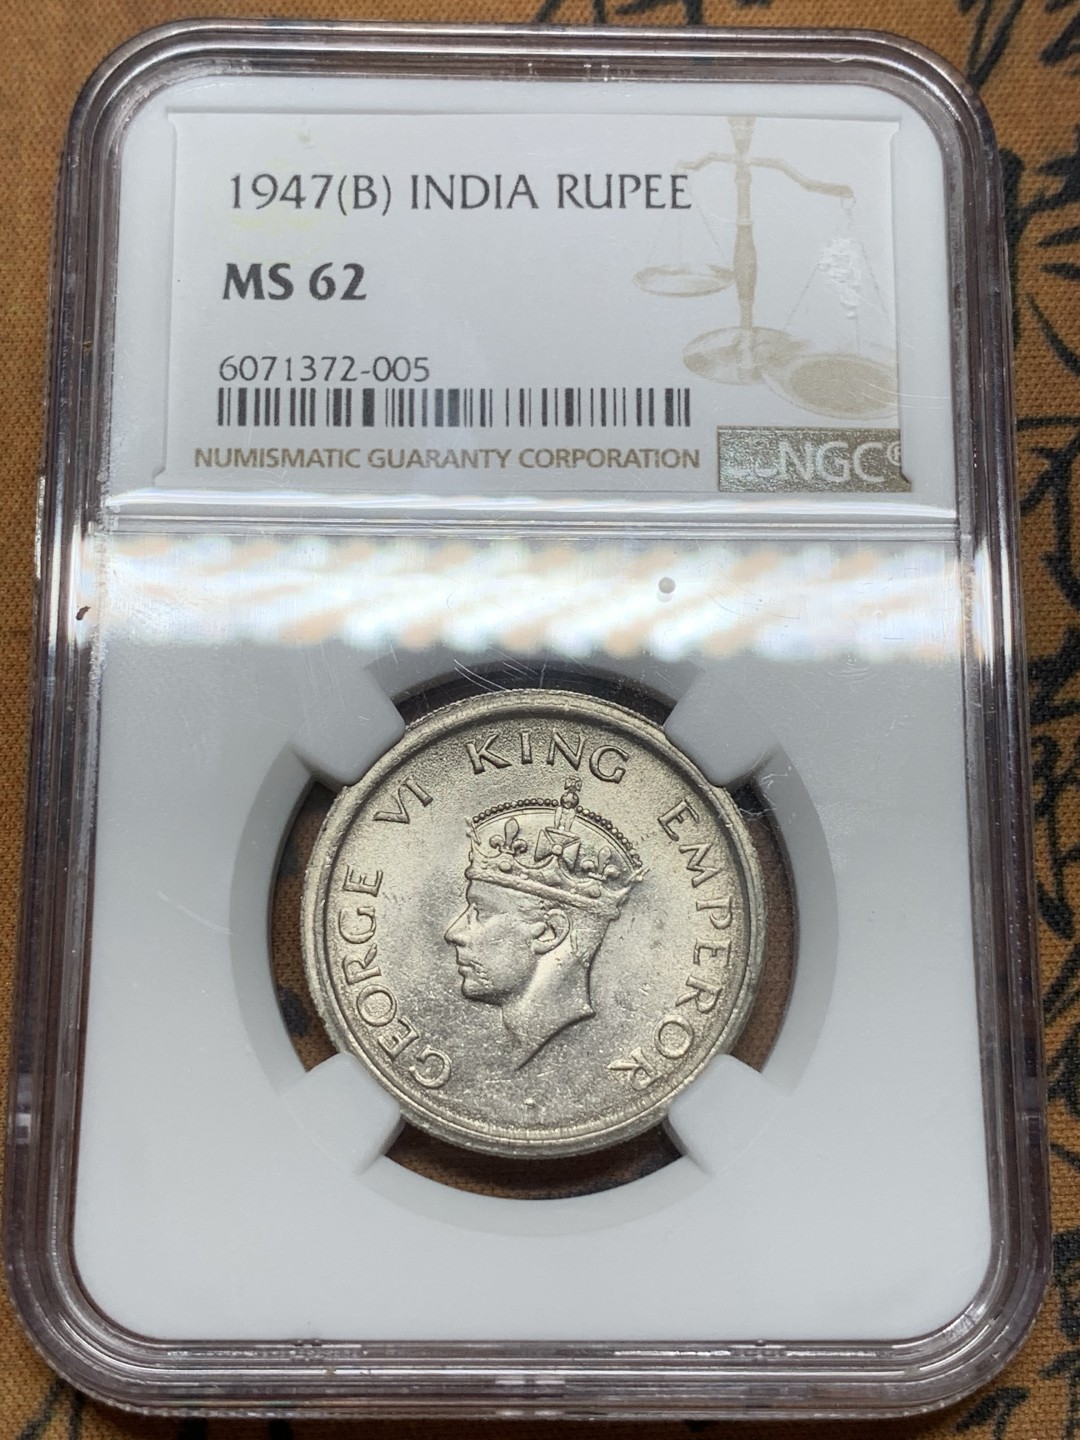 1947(B) INDIA RUPEE
MS 62
6071372-005
NUMISMATIC GUARANTY CORPORATION
NGC®
GEORGE VI KING EMPEROR